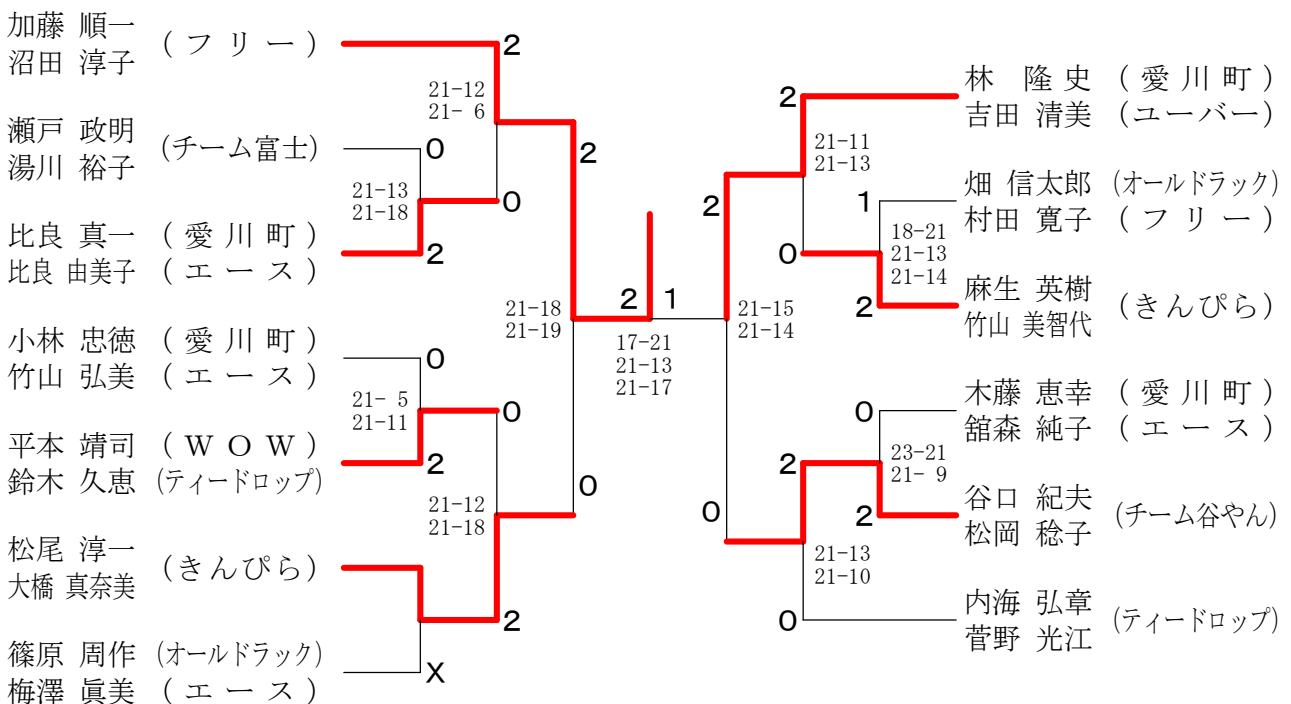 加藤 順一
沼田 淳子
(フリー)
2
21-12
21- 6
瀬戸 政明
湯川 裕子
(チーム富士)
0
21-13
21-18
0
比良 真一 (愛川町)
比良 由美子 (エース)
2
2
21-18
21-19
小林 忠徳 (愛川町)
竹山 弘美 (エース)
0
21- 5
21-11
0
平本 靖司 (WOW)
鈴木 久恵 (ティードロップ)
2
21-12
21-18
0
松尾 淳一
大橋 真奈美
(きんぴら)
2
篠原 周作 (オールドラック)
梅澤 眞美 (エース)
X
2 1
17-21
21-13
21-17
林 隆史 (愛川町)
吉田 清美 (ユーバー)
2
21-11
21-13
2
畑 信太郎 (オールドラック)
村田 寛子 (フリー)
1
18-21
21-13
21-14
0
麻生 英樹
竹山 美智代
(きんぴら)
2
21-15
21-14
木藤 恵幸 (愛川町)
舘森 純子 (エース)
0
23-21
21- 9
2
谷口 紀夫
松岡 稔子
(チーム谷やん)
2
0
21-13
21-10
内海 弘章
菅野 光江
(ティードロップ)
0